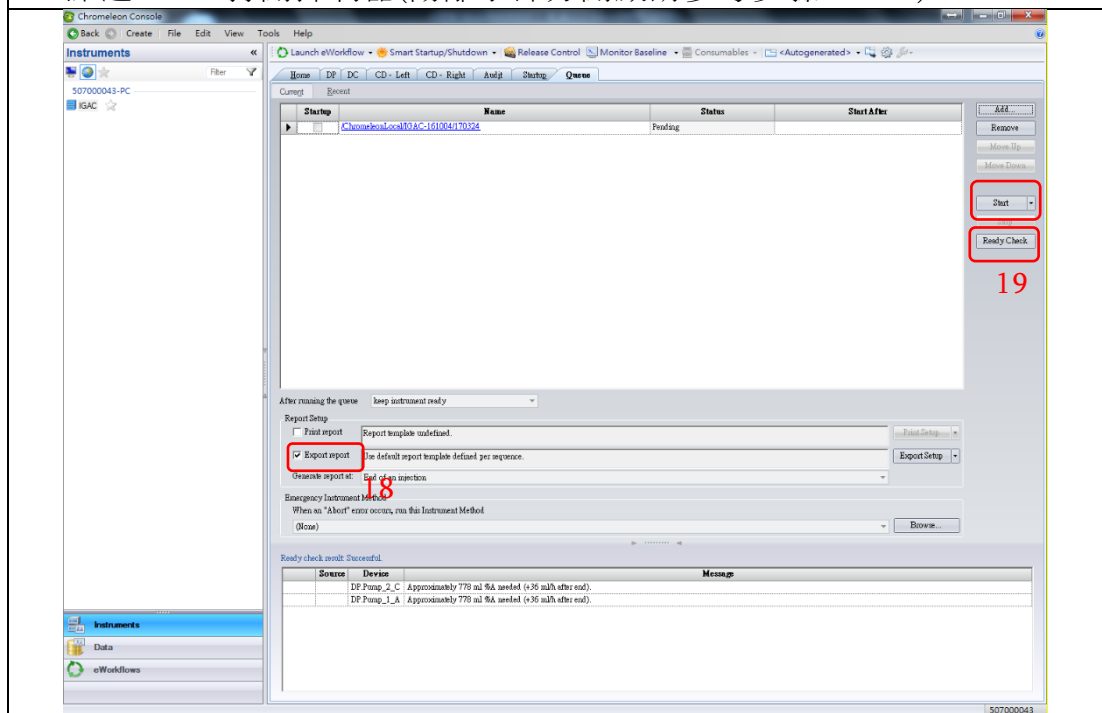 Chromeleon Console
Back Create File Edit View Tools Help
Instruments «
Launch eWorkflow Smart Startup/Shutdown Release Control Monitor Baseline Consumables <Autogenerated>
Filter
Home DP DC CD - Left CD - Right Audit Startup Queue
507000043-PC
IGAC
Current Recent
Startup Name Status Start After
/ChromeleonLocal/IGAC-161004/170324 Pending
Add...
Remove
Move Up
Move Down
Start
Stop
Ready Check
19
After running the queue keep instrument ready
Report Setup
Print report Report template undefined. Print Setup...
Export report Use default report template defined per sequence. Export Setup
Generate report at: End of an injection
18
Emergency Instrument Method
When an "Abort" error occurs, run this Instrument Method
(None) Browse...
Ready check result: Successful.
Source Device Message
DP.Pump_2_C Approximately 778 ml %A needed (+36 ml/h after end).
DP.Pump_1_A Approximately 778 ml %A needed (+36 ml/h after end).
Instruments
Data
eWorkflows
507000043